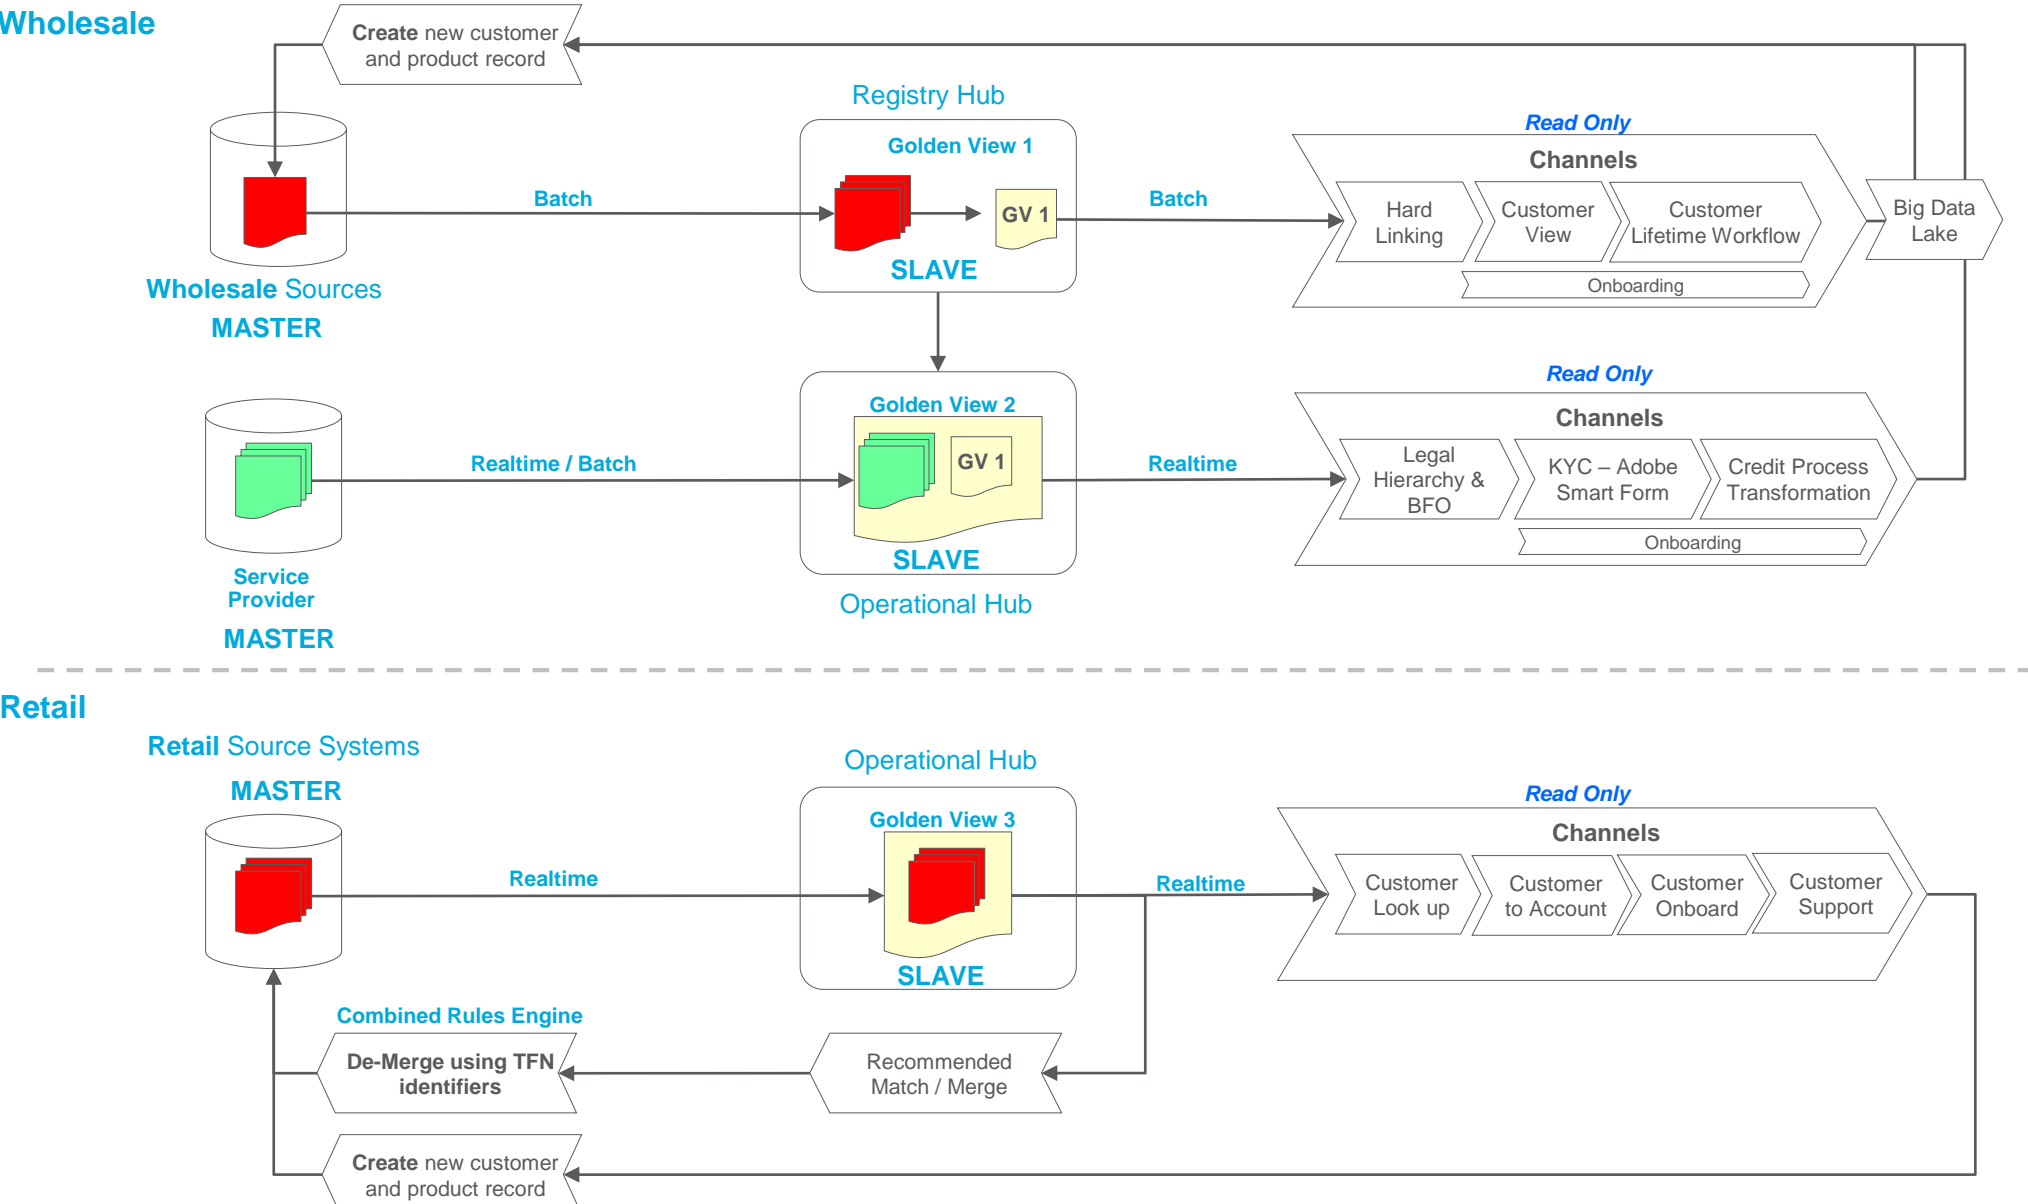 Wholesale
Create new customer
and product record
Registry Hub
Golden View 1
GV 1
SLAVE
Batch
Batch
Wholesale Sources
MASTER
Read Only
Channels
Hard
Linking
Customer
View
Customer
Lifetime Workflow
Onboarding
Big Data
Lake
Service
Provider
MASTER
Realtime / Batch
Golden View 2
GV 1
SLAVE
Operational Hub
Realtime
Read Only
Channels
Legal
Hierarchy &
BFO
KYC – Adobe
Smart Form
Credit Process
Transformation
Onboarding
Retail
Retail Source Systems
MASTER
Realtime
Operational Hub
Golden View 3
SLAVE
Realtime
Read Only
Channels
Customer
Look up
Customer
to Account
Customer
Onboard
Customer
Support
Combined Rules Engine
De-Merge using TFN
identifiers
Recommended
Match / Merge
Create new customer
and product record